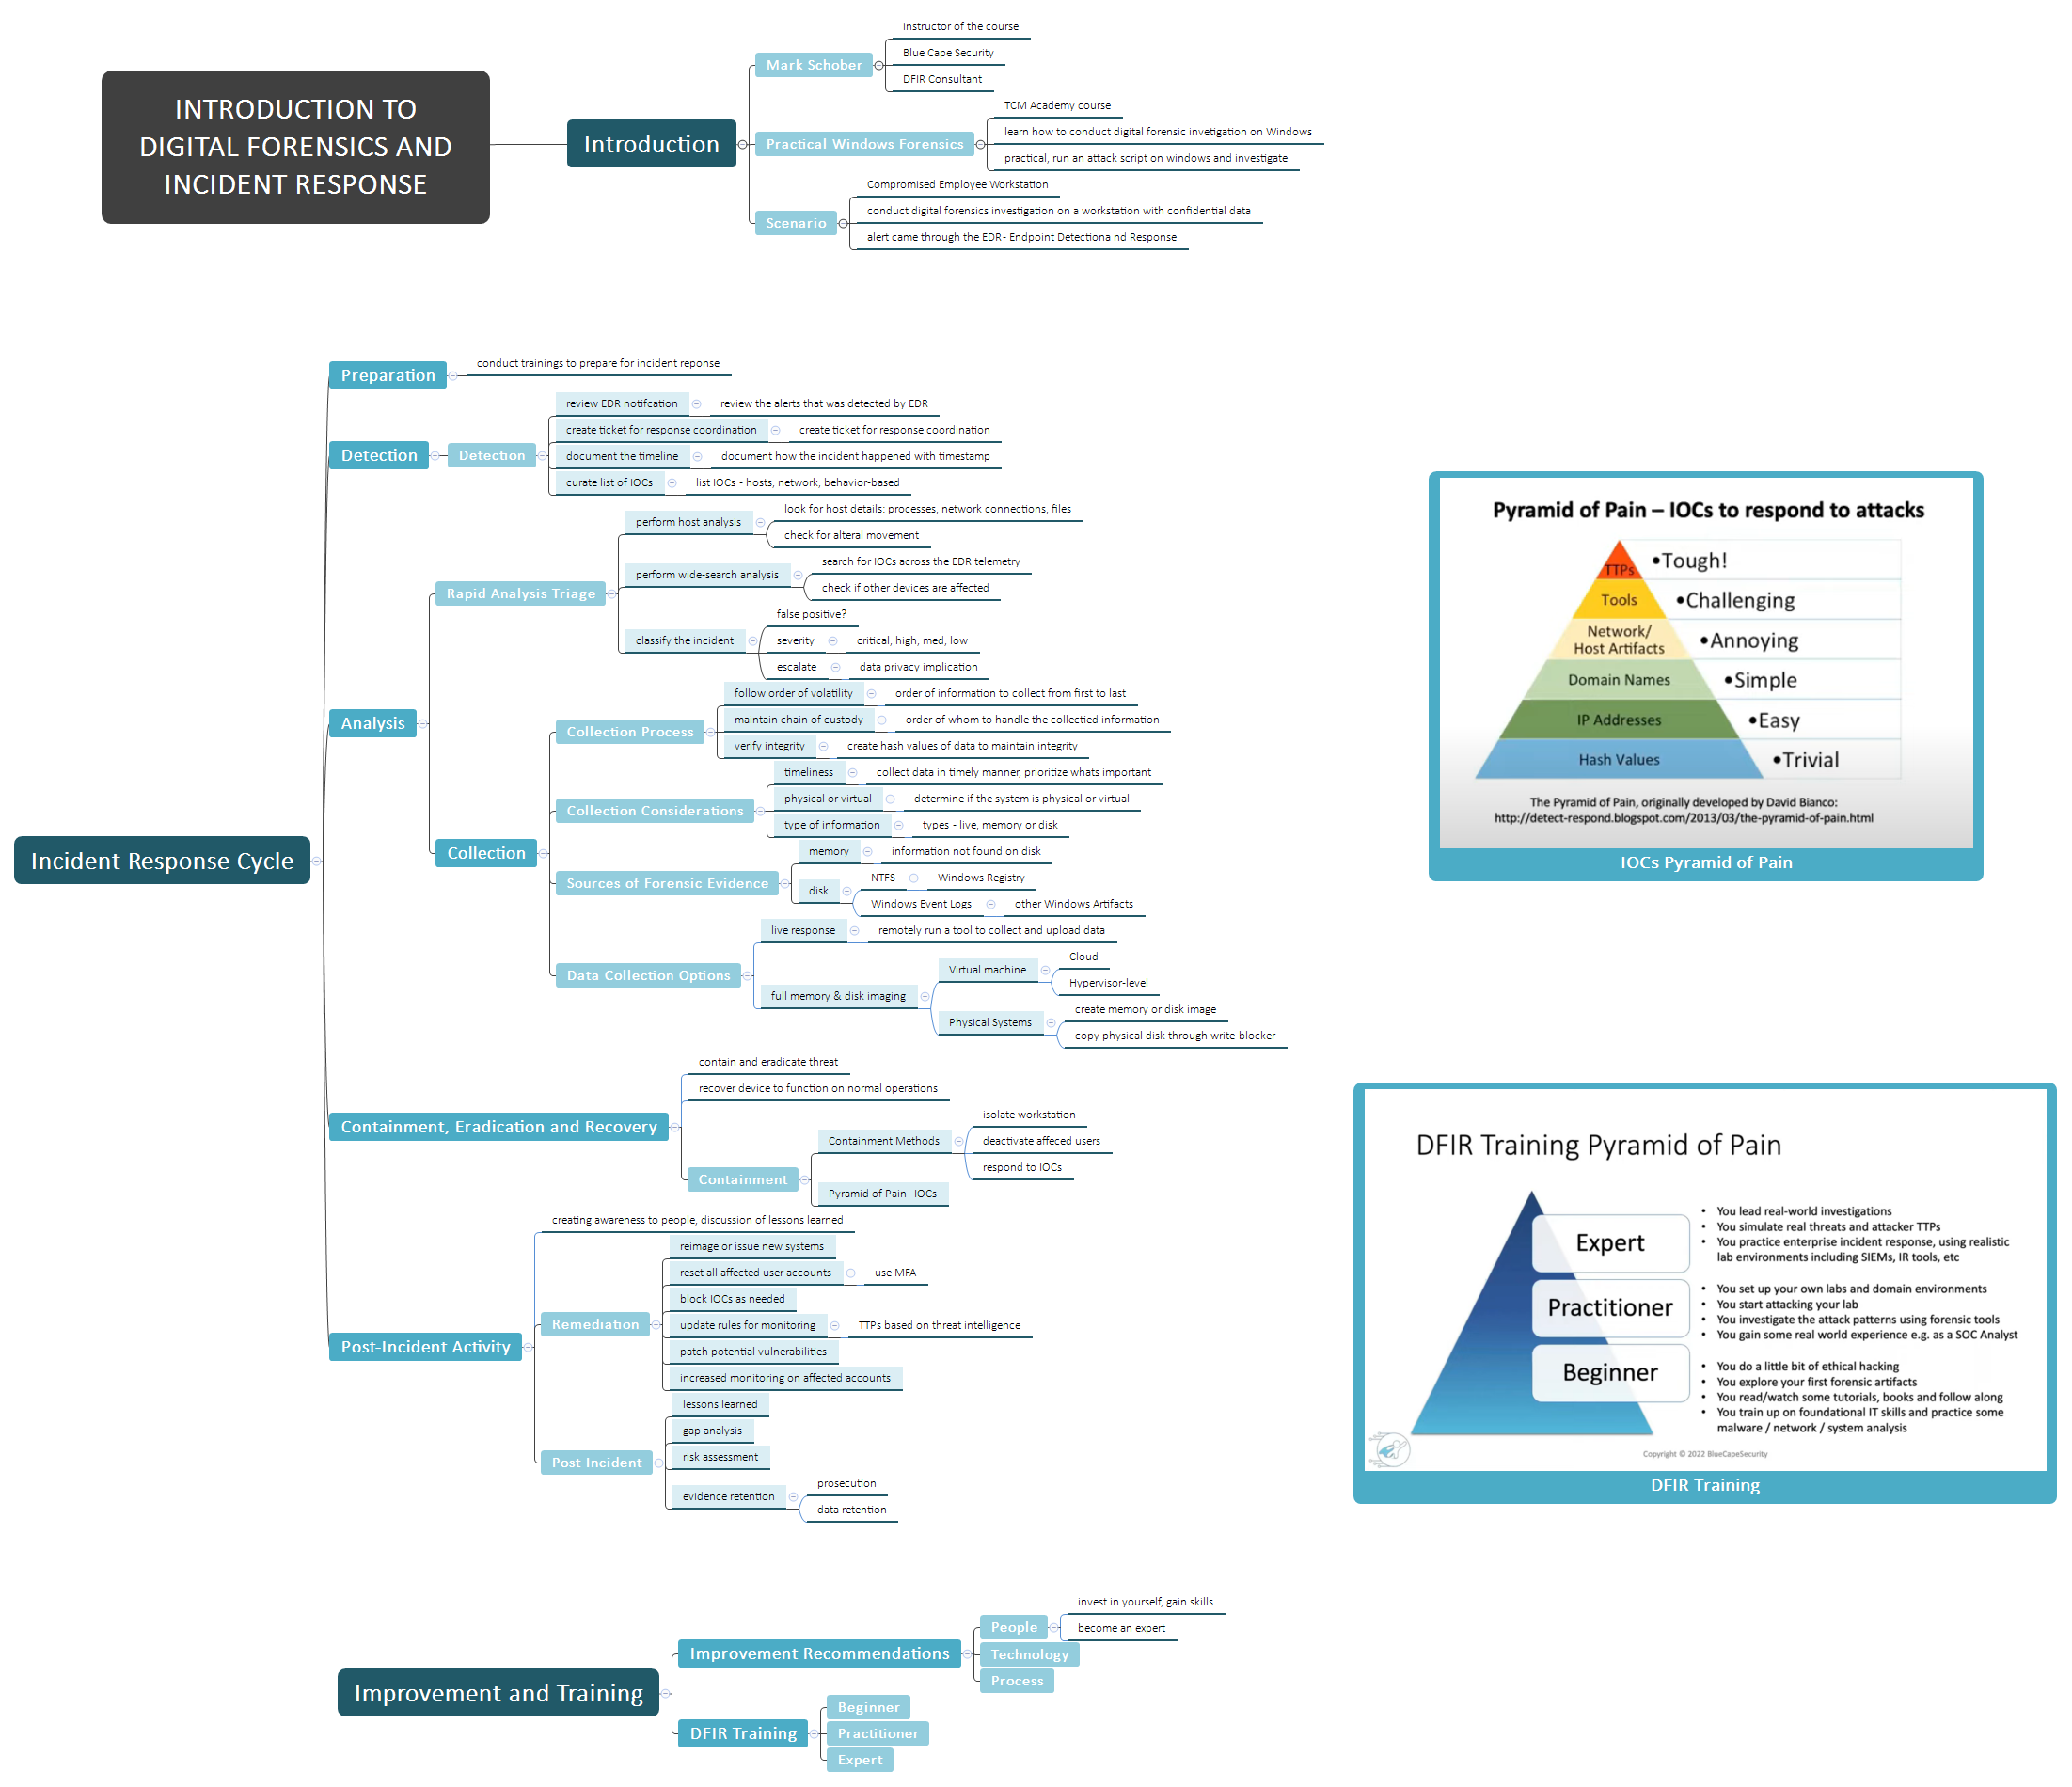 INTRODUCTION TO
DIGITAL FORENSICS AND
INCIDENT RESPONSE
Introduction
Mark Schober
instructor of the course
Blue Cape Security
DFIR Consultant
Practical Windows Forensics
TCM Academy course
learn how to conduct digital forensic invetigation on Windows
practical, run an attack script on windows and investigate
Scenario
Compromised Employee Workstation
conduct digital forensics investigation on a workstation with confidential data
alert came through the EDR - Endpoint Detectiona nd Response
Incident Response Cycle
Preparation
conduct trainings to prepare for incident reponse
Detection
Detection
review EDR notifcation
review the alerts that was detected by EDR
create ticket for response coordination
create ticket for response coordination
document the timeline
document how the incident happened with timestamp
curate list of IOCs
list IOCs - hosts, network, behavior-based
Analysis
Rapid Analysis Triage
perform host analysis
look for host details: processes, network connections, files
check for alteral movement
perform wide-search analysis
search for IOCs across the EDR telemetry
check if other devices are affected
classify the incident
false positive?
severity
critical, high, med, low
escalate
data privacy implication
Collection
Collection Process
follow order of volatility
order of information to collect from first to last
maintain chain of custody
order of whom to handle the collectied information
verify integrity
create hash values of data to maintain integrity
Collection Considerations
timeliness
collect data in timely manner, prioritize whats important
physical or virtual
determine if the system is physical or virtual
type of information
types - live, memory or disk
Sources of Forensic Evidence
memory
information not found on disk
disk
NTFS
Windows Registry
Windows Event Logs
other Windows Artifacts
Data Collection Options
live response
remotely run a tool to collect and upload data
full memory & disk imaging
Virtual machine
Cloud
Hypervisor-level
Physical Systems
create memory or disk image
copy physical disk through write-blocker
Containment, Eradication and Recovery
contain and eradicate threat
recover device to function on normal operations
Containment
Containment Methods
isolate workstation
deactivate affeced users
respond to IOCs
Pyramid of Pain - IOCs
Post-Incident Activity
creating awareness to people, discussion of lessons learned
Remediation
reimage or issue new systems
reset all affected user accounts
use MFA
block IOCs as needed
update rules for monitoring
TTPs based on threat intelligence
patch potential vulnerabilities
increased monitoring on affected accounts
Post-Incident
lessons learned
gap analysis
risk assessment
evidence retention
prosecution
data retention
Pyramid of Pain – IOCs to respond to attacks
TTPs
•Tough!
Tools
•Challenging
Network/
Host Artifacts
•Annoying
Domain Names
•Simple
IP Addresses
•Easy
Hash Values
•Trivial
The Pyramid of Pain, originally developed by David Bianco:
http://detect-respond.blogspot.com/2013/03/the-pyramid-of-pain.html
IOCs Pyramid of Pain
DFIR Training Pyramid of Pain
Expert
• You lead real-world investigations
• You simulate real threats and attacker TTPs
• You practice enterprise incident response, using realistic
lab environments including SIEMs, IR tools, etc
Practitioner
• You set up your own labs and domain environments
• You start attacking your lab
• You investigate the attack patterns using forensic tools
• You gain some real world experience e.g. as a SOC Analyst
Beginner
• You do a little bit of ethical hacking
• You explore your first forensic artifacts
• You read/watch some tutorials, books and follow along
• You train up on foundational IT skills and practice some
malware / network / system analysis
Copyright © 2022 BlueCapeSecurity
DFIR Training
Improvement and Training
Improvement Recommendations
People
invest in yourself, gain skills
become an expert
Technology
Process
DFIR Training
Beginner
Practitioner
Expert